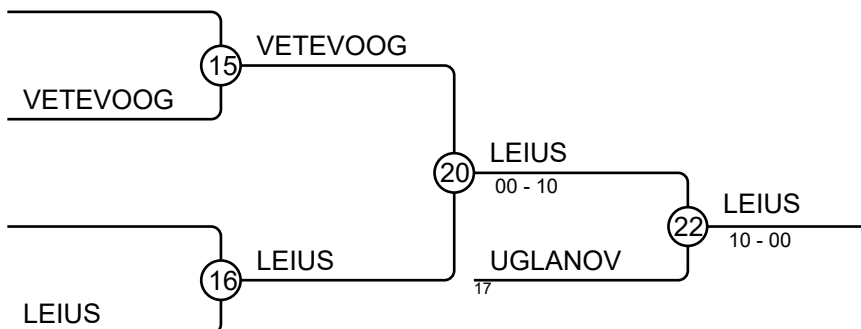 VETEVOOG
15
VETEVOOG
LEIUS
20
00 - 10
LEIUS
22
10 - 00
LEIUS
16
UGLANOV
17
LEIUS